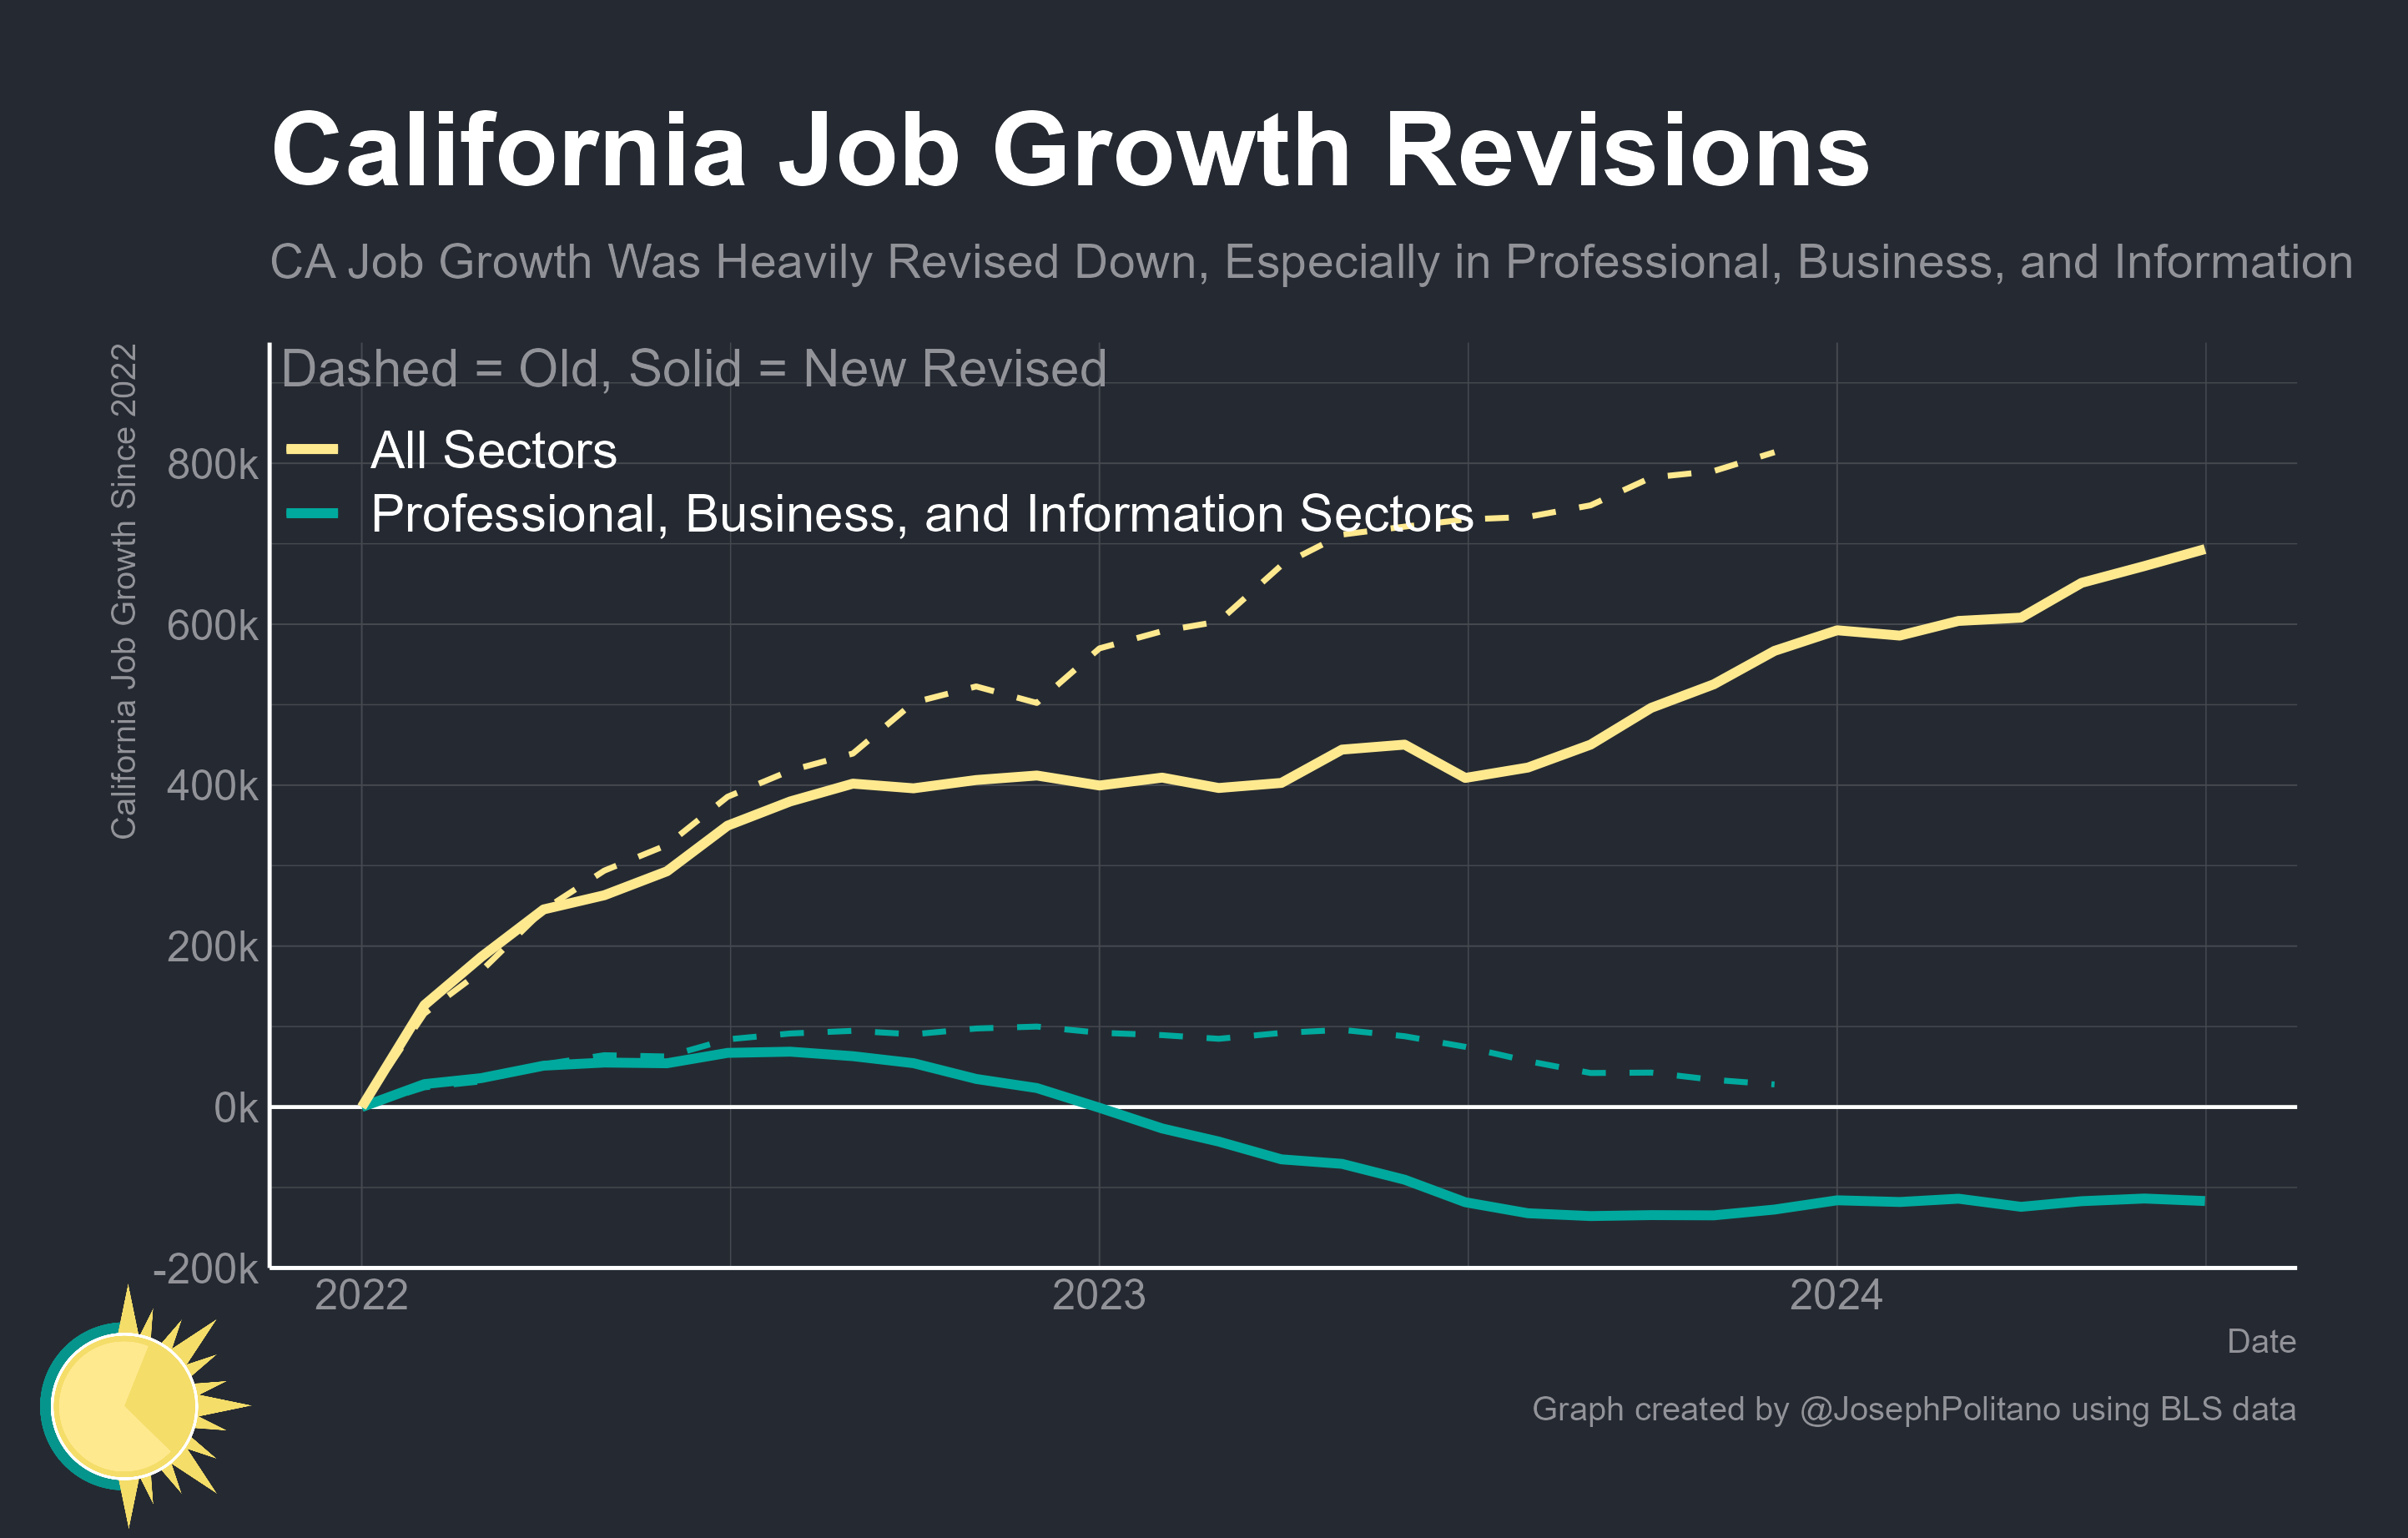 California Job Growth Revisions
CA Job Growth Was Heavily Revised Down, Especially in Professional, Business, and Information
California Job Growth Since 2022
Dashed = Old, Solid = New Revised
All Sectors
Professional, Business, and Information Sectors
800k
600k
400k
200k
0k
-200k
2022
2023
2024
Date
Graph created by @JosephPolitano using BLS data